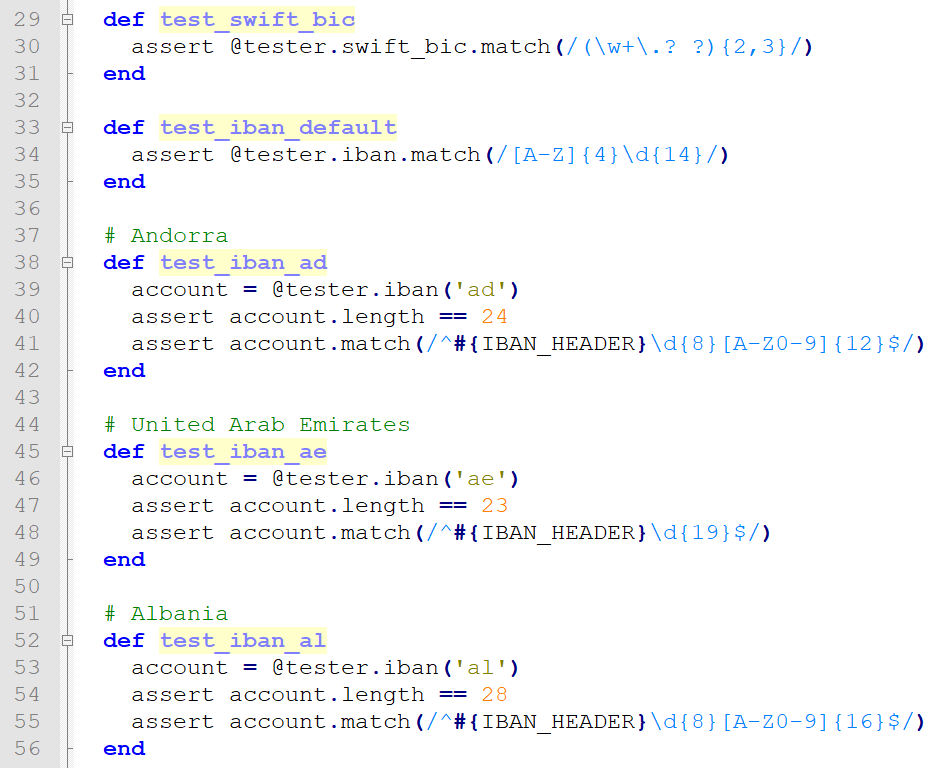 29 def test_swift_bic
30 assert @tester.swift_bic.match(/(\w+\.? ?){2,3}/)
31 end
32
33 def test_iban_default
34 assert @tester.iban.match(/[A-Z]{4}\d{14}/)
35 end
36
37 # Andorra
38 def test_iban_ad
39 account = @tester.iban('ad')
40 assert account.length == 24
41 assert account.match(/^#{IBAN_HEADER}\d{8}[A-Z0-9]{12}$/)
42 end
43
44 # United Arab Emirates
45 def test_iban_ae
46 account = @tester.iban('ae')
47 assert account.length == 23
48 assert account.match(/^#{IBAN_HEADER}\d{19}$/)
49 end
50
51 # Albania
52 def test_iban_al
53 account = @tester.iban('al')
54 assert account.length == 28
55 assert account.match(/^#{IBAN_HEADER}\d{8}[A-Z0-9]{16}$/)
56 end